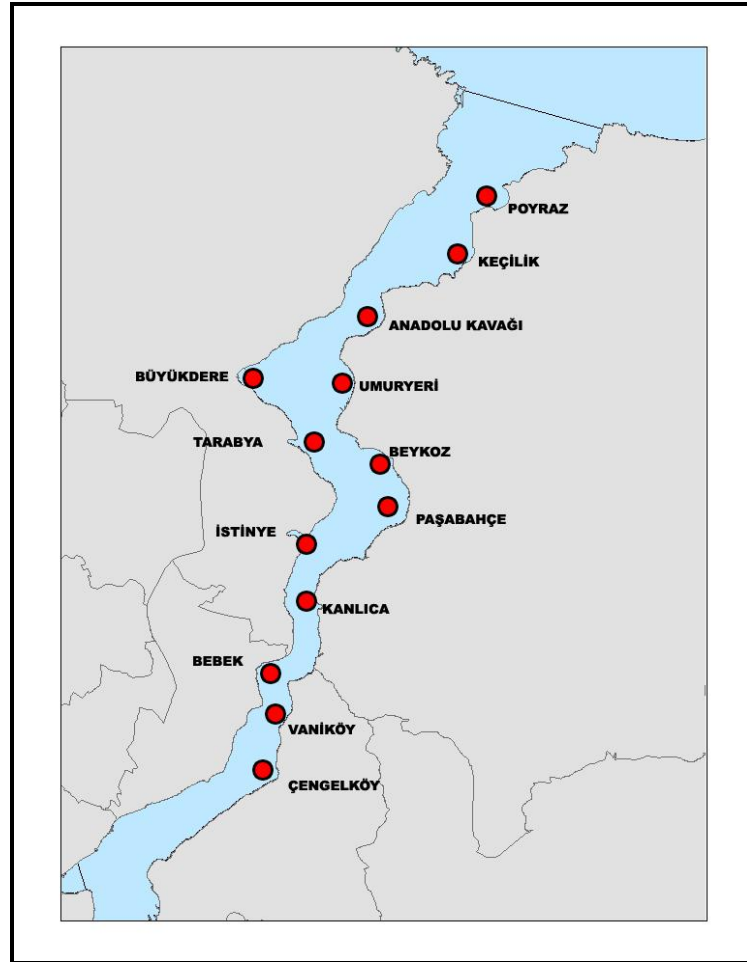 POYRAZ
KEÇİLİK
ANADOLU KAVAĞI
BÜYÜKDERE
UMURYERİ
TARABYA
BEYKOZ
PAŞABAHÇE
İSTİNYE
KANLICA
BEBEK
VANİKÖY
ÇENGELKÖY